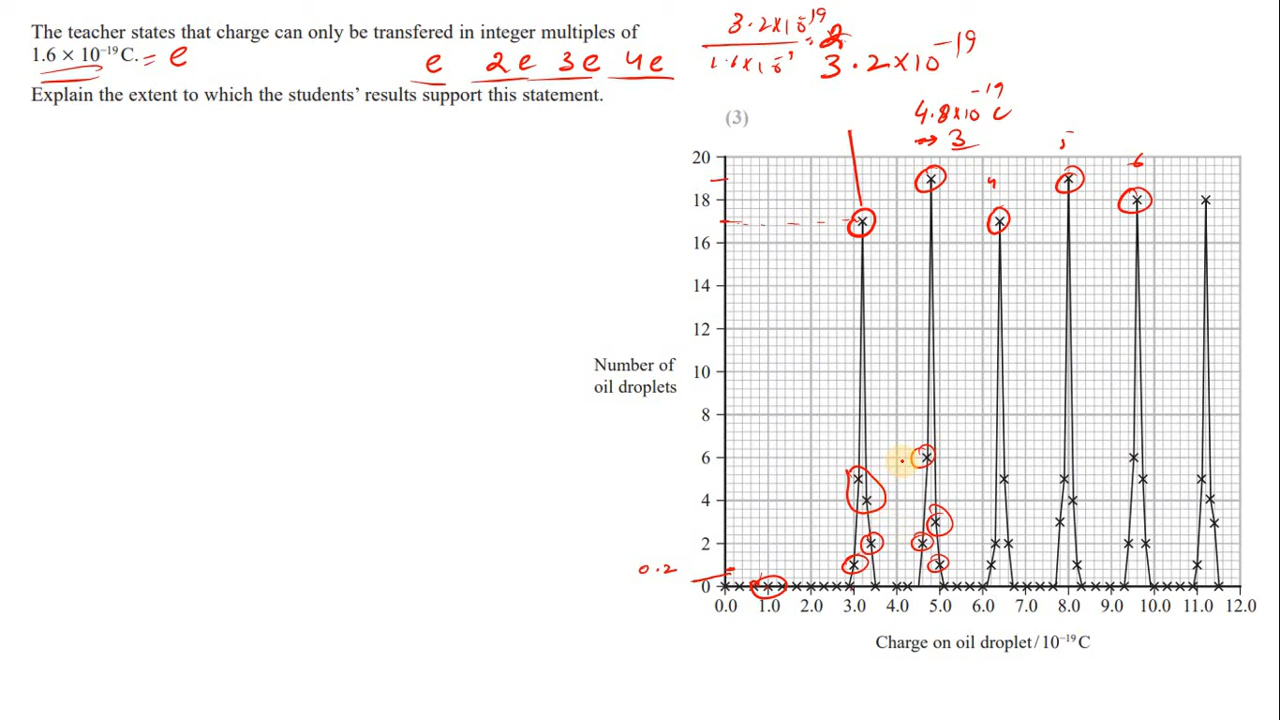 The teacher states that charge can only be transfered in integer multiples of
1.6 × 10⁻¹⁹ C. = e
e 2e 3e 4e
3.2×10⁻¹⁹
3.2×10⁻¹⁹
Explain the extent to which the students' results support this statement.
(3)
4.8×10⁻¹⁹ C
→ 3
4
5
6
20
18
16
14
12
10
8
6
4
2
0
Number of
oil droplets
0.2
0.0 1.0 2.0 3.0 4.0 5.0 6.0 7.0 8.0 9.0 10.0 11.0 12.0
Charge on oil droplet/10⁻¹⁹ C